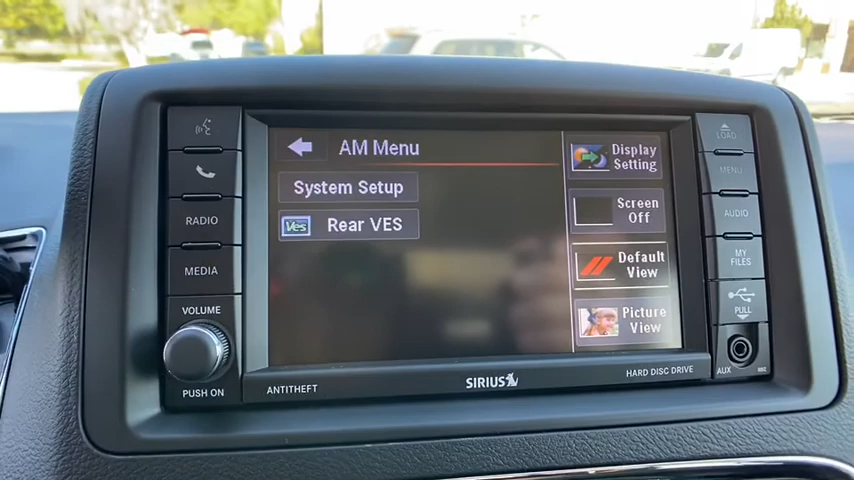 AM Menu
System Setup
Ves
Rear VES
Display
Setting
Screen
Off
Default
View
Picture
View
RADIO
MEDIA
VOLUME
PUSH ON
ANTITHEFT
SIRIUS
HARD DISC DRIVE
LOAD
MENU
AUDIO
MY
FILES
PULL
AUX